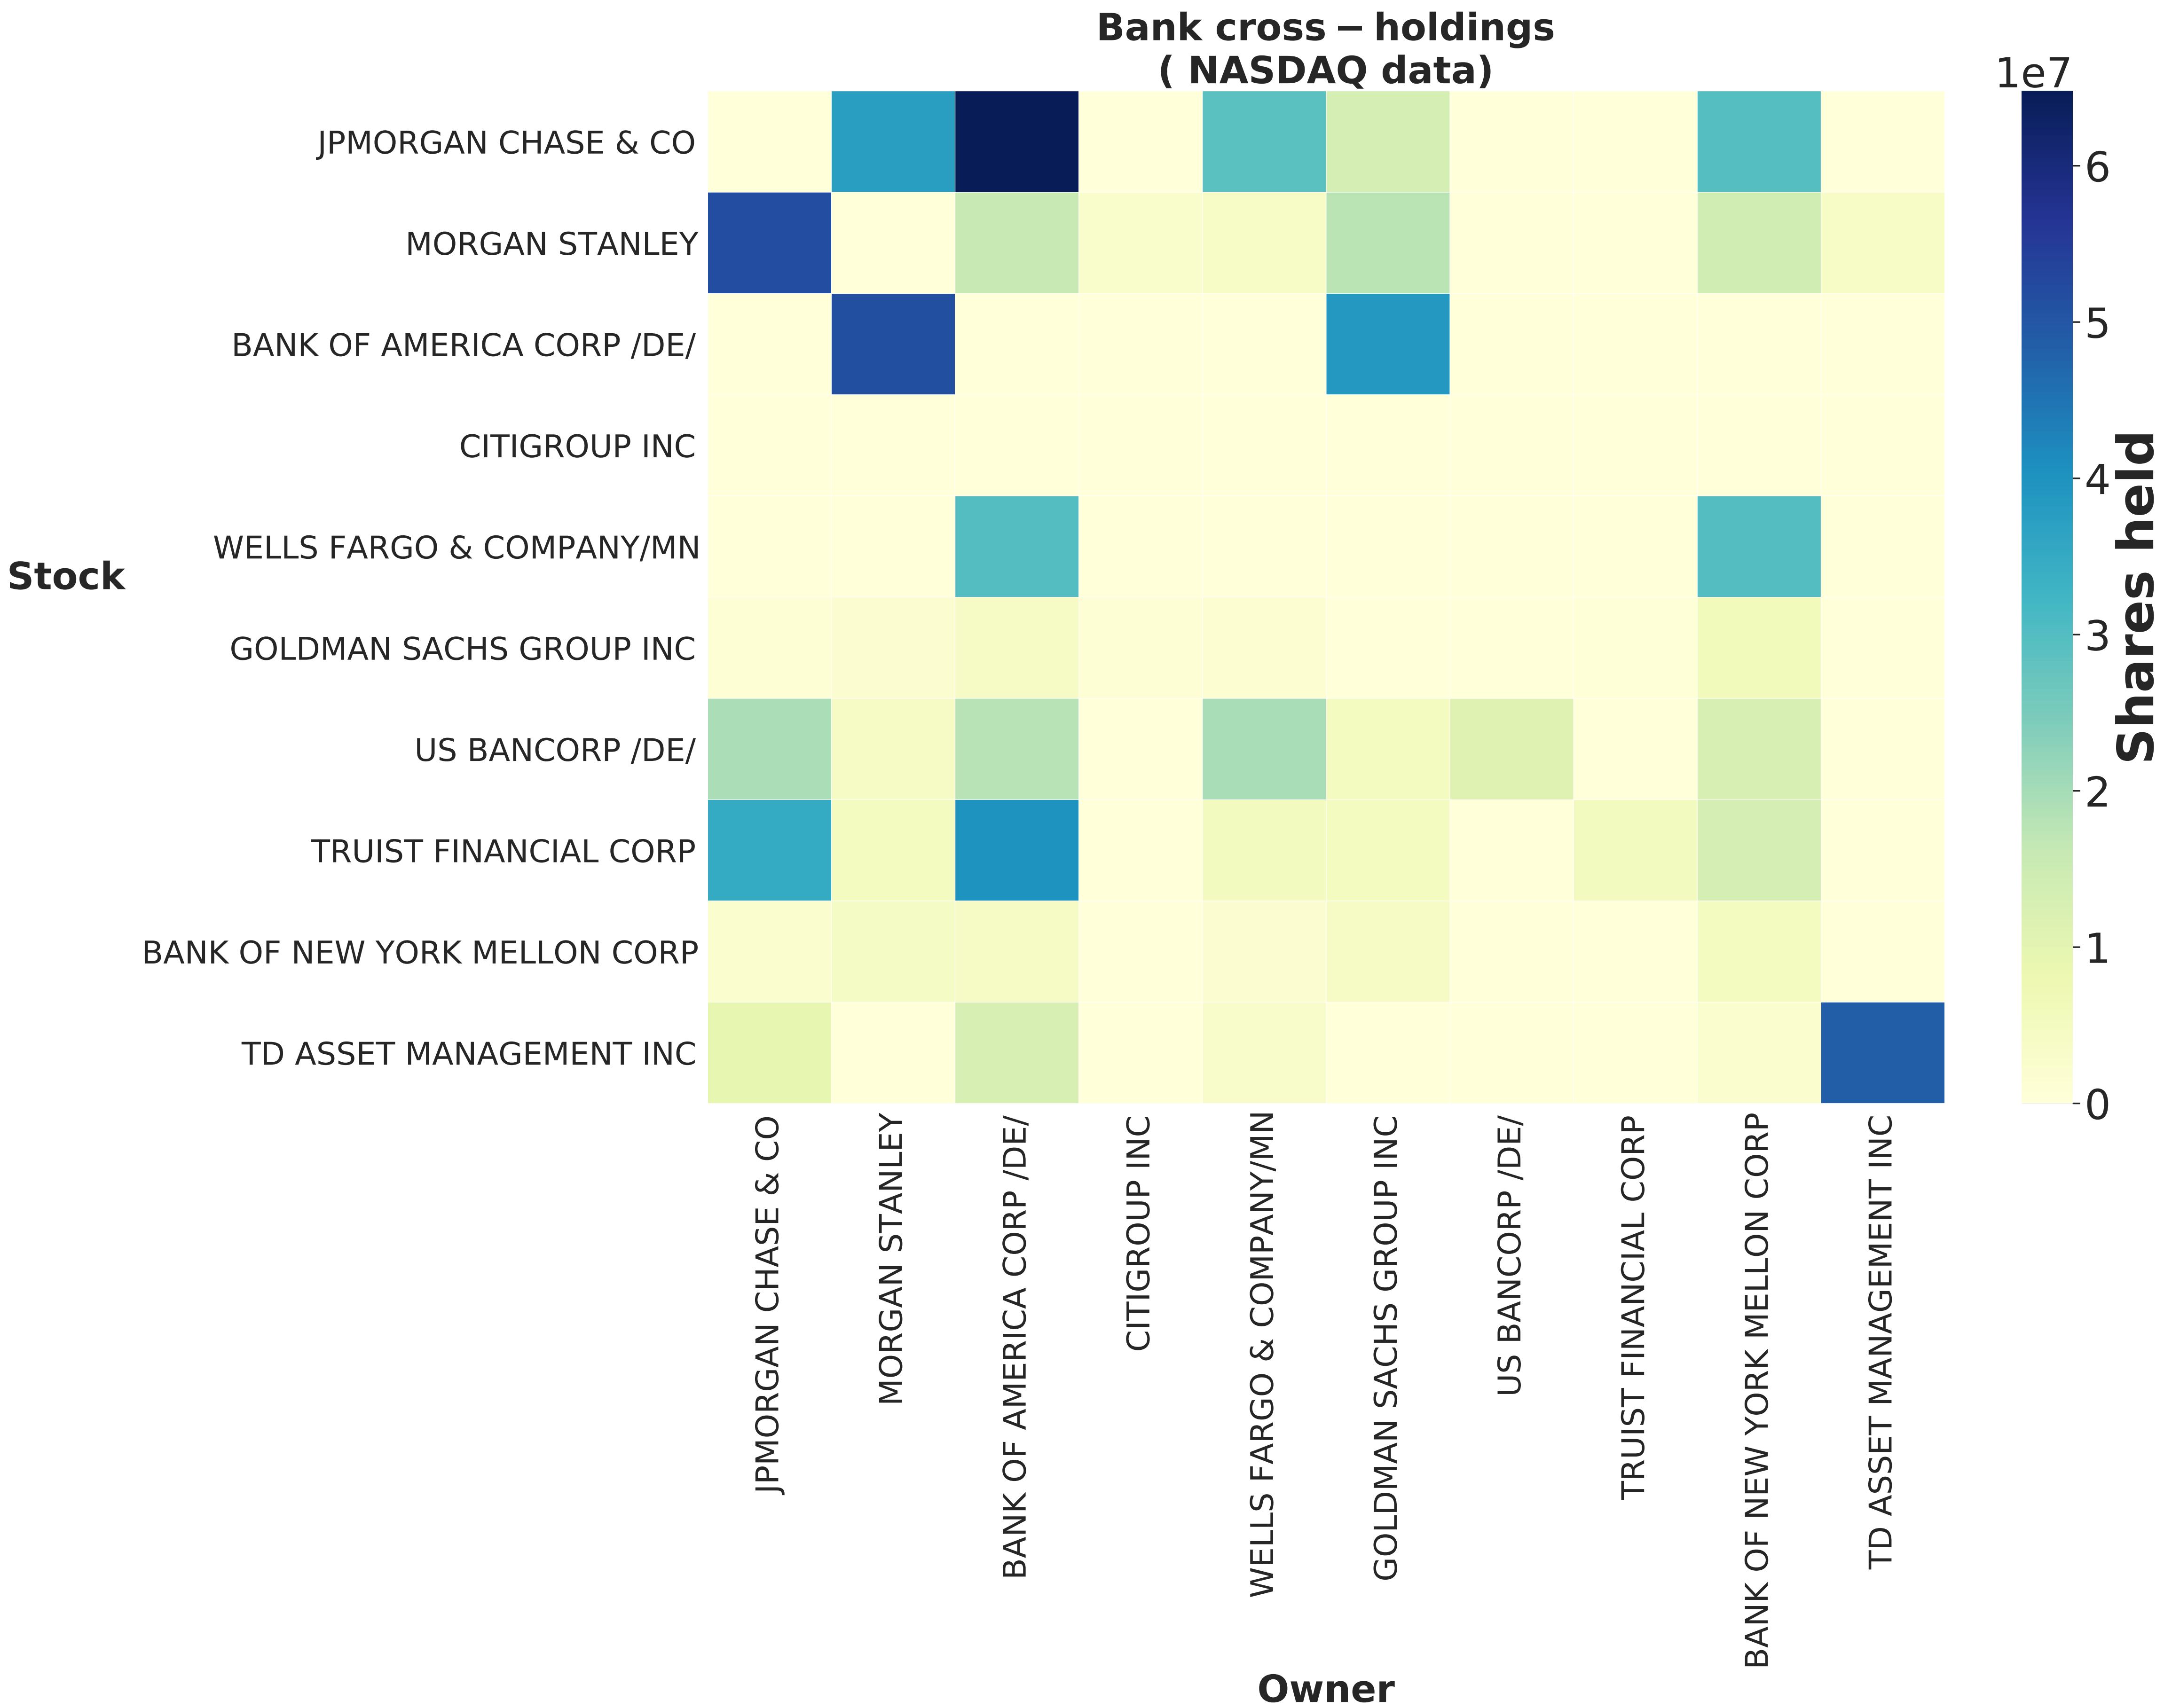 Bank cross − holdings
( NASDAQ data)
1e7
JPMORGAN CHASE & CO
MORGAN STANLEY
BANK OF AMERICA CORP /DE/
CITIGROUP INC
WELLS FARGO & COMPANY/MN
GOLDMAN SACHS GROUP INC
US BANCORP /DE/
TRUIST FINANCIAL CORP
BANK OF NEW YORK MELLON CORP
TD ASSET MANAGEMENT INC
Stock
JPMORGAN CHASE & CO
MORGAN STANLEY
BANK OF AMERICA CORP /DE/
CITIGROUP INC
WELLS FARGO & COMPANY/MN
GOLDMAN SACHS GROUP INC
US BANCORP /DE/
TRUIST FINANCIAL CORP
BANK OF NEW YORK MELLON CORP
TD ASSET MANAGEMENT INC
Owner
6
5
4
3
2
1
0
Shares held